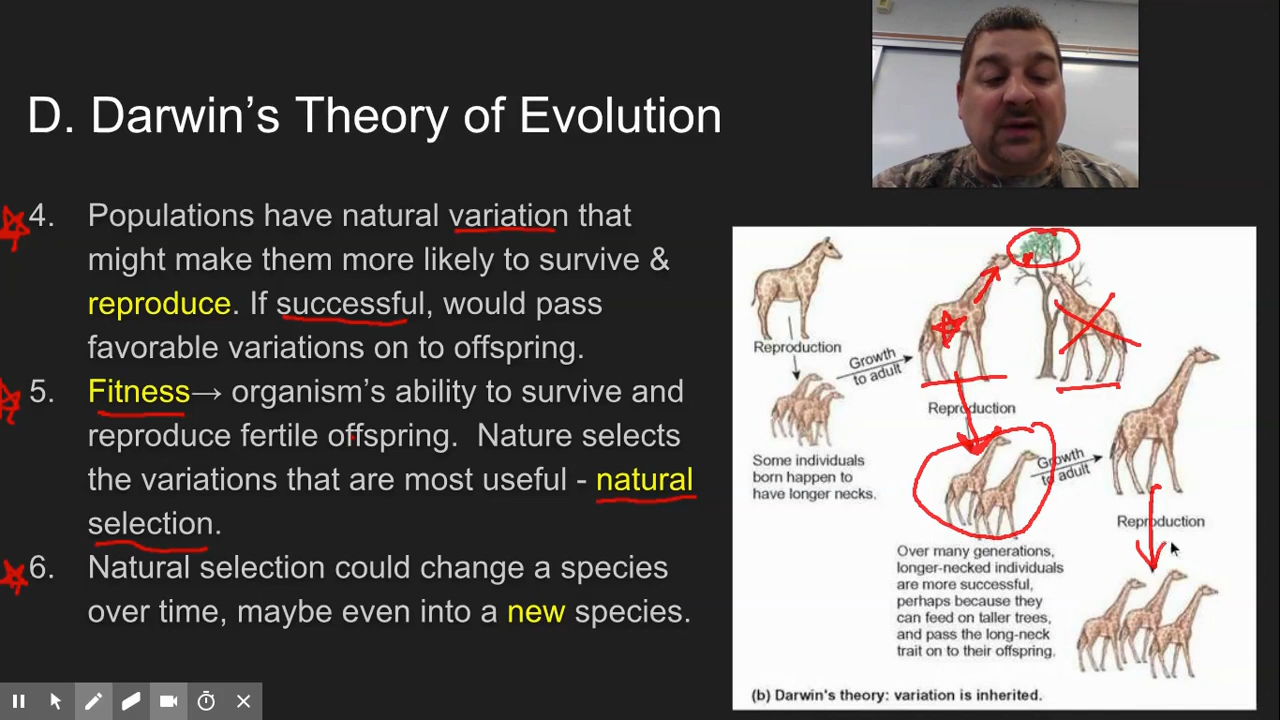 D. Darwin’s Theory of Evolution
4. Populations have natural variation that
might make them more likely to survive &
reproduce. If successful, would pass
favorable variations on to offspring.
5. Fitness→ organism’s ability to survive and
reproduce fertile offspring. Nature selects
the variations that are most useful - natural
selection.
6. Natural selection could change a species
over time, maybe even into a new species.
Reproduction
Growth
to adult
Some individuals
born happen to
have longer necks.
Reproduction
Growth
to adult
Over many generations,
longer-necked individuals
are more successful,
perhaps because they
can feed on taller trees,
and pass the long-neck
trait on to their offspring.
Reproduction
(b) Darwin's theory: variation is inherited.